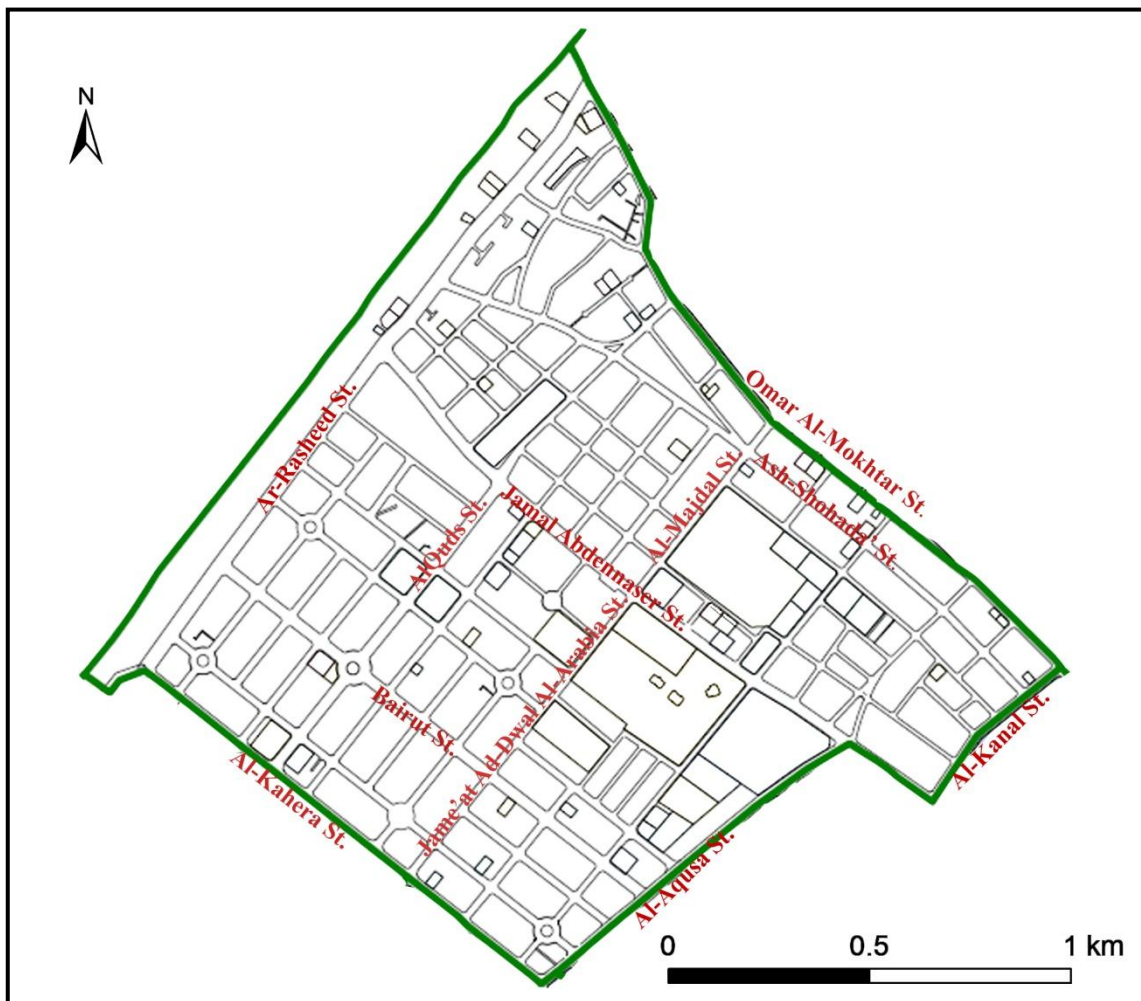 N
Omar Al-Mokhtar St.
Ar-Rasheed St.
Ash-Shohada' St.
Al-Majdal St.
AlQuds St.
Jamal Abdennaser St.
Jame’at Ad-Dwal Al-Arabia St.
Bairut St.
Al-Kanal St.
Al-Kahera St.
Al-Aqusa St.
0 0.5 1 km